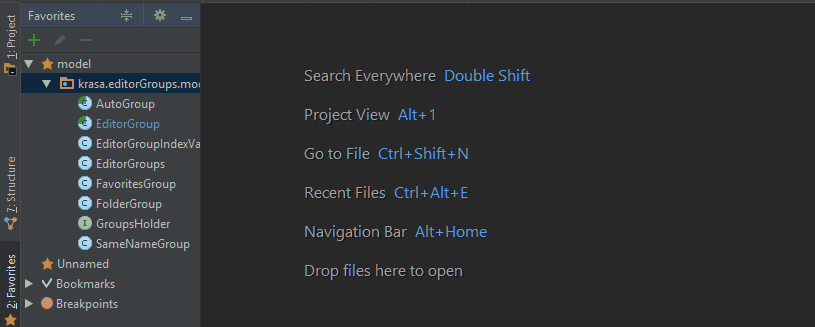 1: Project
7: Structure
2: Favorites
Favorites
model
krasa.editorGroups.mod
AutoGroup
EditorGroup
EditorGroupIndexVa
EditorGroups
FavoritesGroup
FolderGroup
GroupsHolder
SameNameGroup
Unnamed
Bookmarks
Breakpoints
Search Everywhere Double Shift
Project View Alt+1
Go to File Ctrl+Shift+N
Recent Files Ctrl+Alt+E
Navigation Bar Alt+Home
Drop files here to open